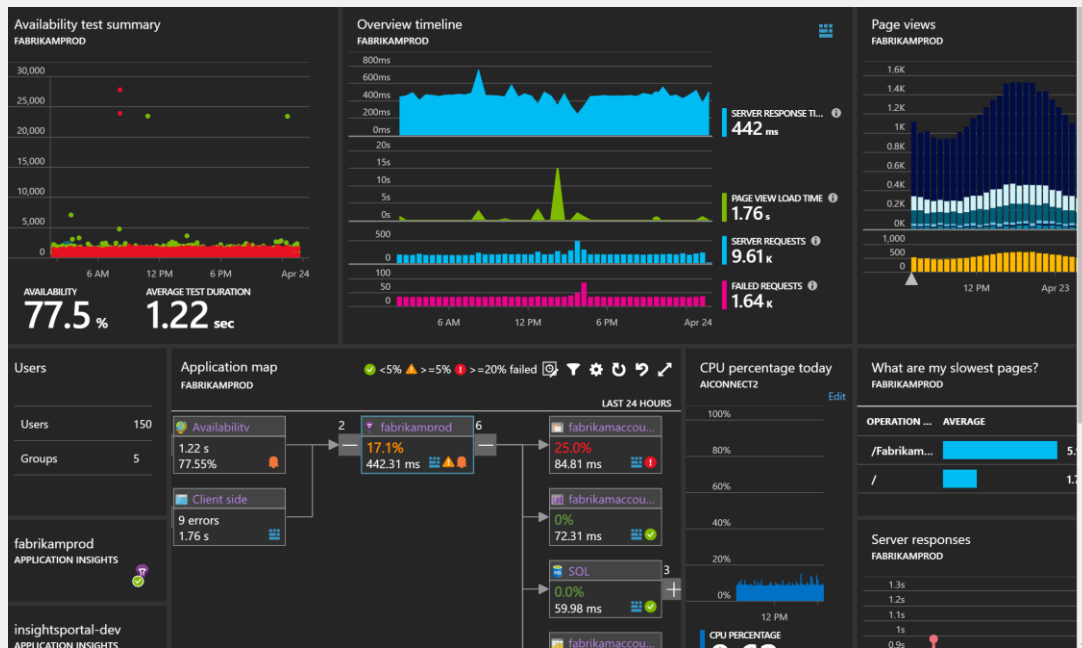 Availability test summary
FABRIKAMPROD
30,000
25,000
20,000
15,000
10,000
5,000
0
6 AM 12 PM 6 PM Apr 24
AVAILABILITY AVERAGE TEST DURATION
77.5 % 1.22 sec
Overview timeline
FABRIKAMPROD
800ms
600ms
400ms
200ms
0ms
SERVER RESPONSE TI...
442 ms
20s
15s
10s
5s
0s
PAGE VIEW LOAD TIME
1.76 s
500
0
SERVER REQUESTS
9.61 K
100
50
0
FAILED REQUESTS
1.64 K
6 AM 12 PM 6 PM Apr 24
Page views
FABRIKAMPROD
1.6K
1.4K
1.2K
1K
0.8K
0.6K
0.4K
0.2K
0K
1,000
500
0
12 PM Apr 23
Users
Users 150
Groups 5
fabrikamprod
APPLICATION INSIGHTS
insightsportal-dev
APPLICATION INSIGHTS
Application map
FABRIKAMPROD
<5% >=5% >=20% failed
LAST 24 HOURS
Availability
1.22 s
77.55%
Client side
9 errors
1.76 s
2
fabrikamprod
17.1%
442.31 ms
6
fabrikamaccou...
25.0%
84.81 ms
fabrikamaccou...
0%
72.31 ms
SQL
0.0%
59.98 ms
3
fabrikamaccou...
CPU percentage today
AICONNECT2
Edit
100%
80%
60%
40%
20%
0%
12 PM
CPU PERCENTAGE
What are my slowest pages?
FABRIKAMPROD
OPERATION ... AVERAGE
/Fabrikam... 5.
/ 1.7
Server responses
FABRIKAMPROD
1.3s
1.2s
1.1s
1s
0.9s